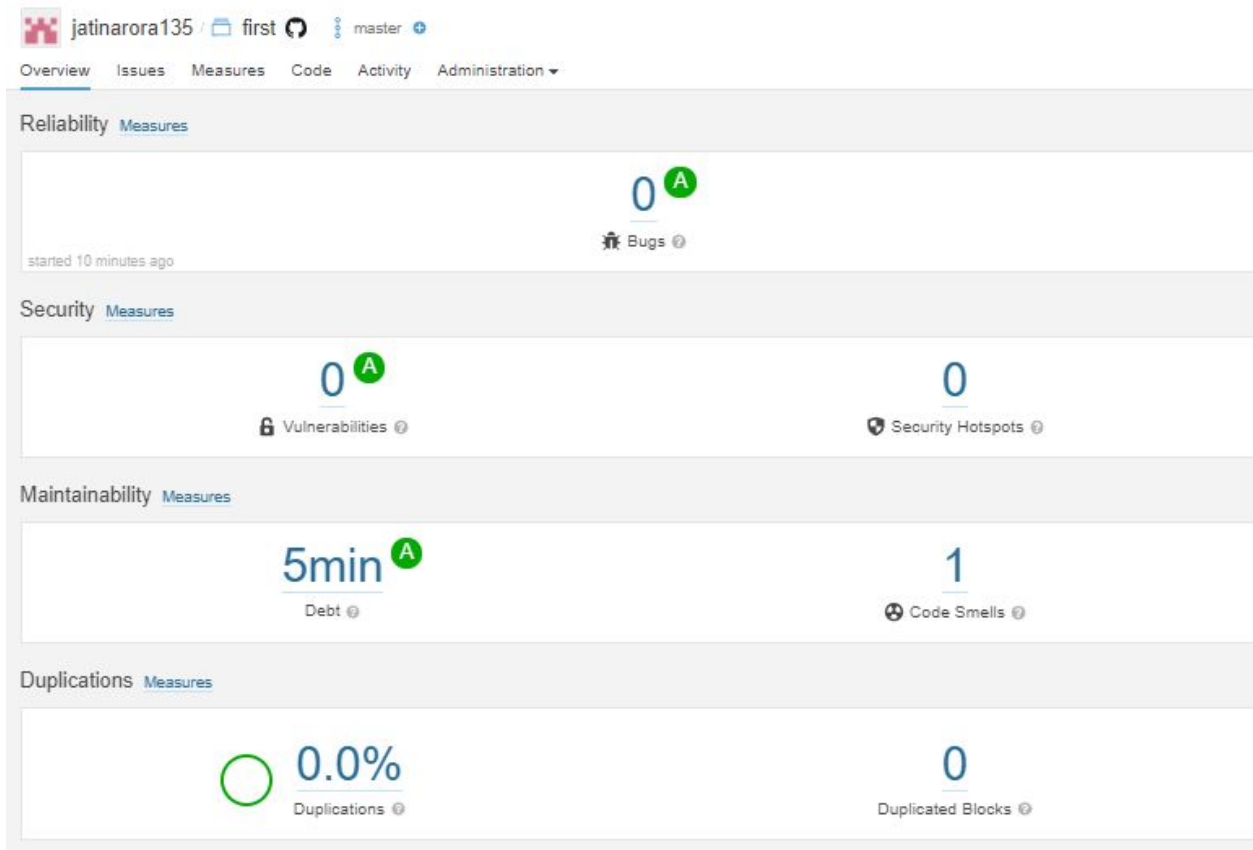 jatinarora135 / first master
Overview Issues Measures Code Activity Administration
Reliability Measures
0 A
Bugs
started 10 minutes ago
Security Measures
0 A 0
Vulnerabilities Security Hotspots
Maintainability Measures
5min A 1
Debt Code Smells
Duplications Measures
0.0% 0
Duplications Duplicated Blocks